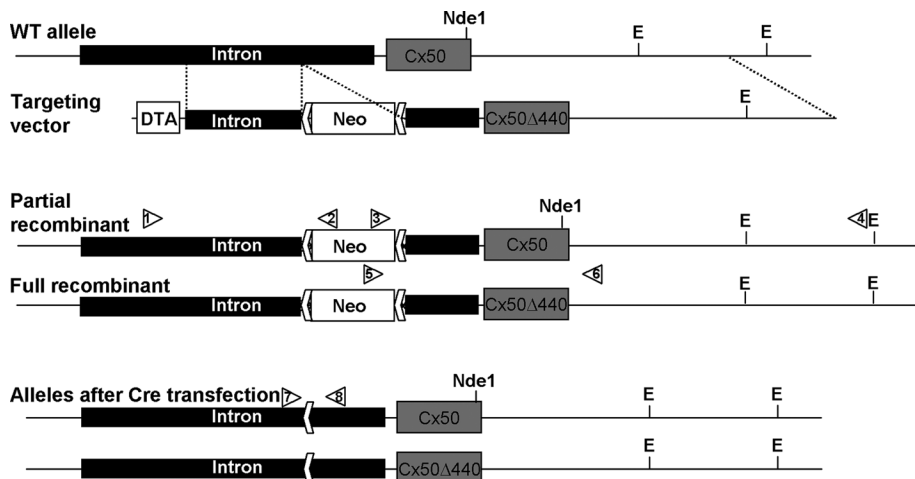 Nde1
WT allele
E E
Intron
Cx50
Targeting
vector
E
DTA
Intron
Neo
Cx50Δ440
Partial
recombinant
1 2 3 Nde1 E 4 E
Neo
Cx50
5 6
Full recombinant
E E
Intron
Neo
Cx50Δ440
Alleles after Cre transfection
7 8 Nde1
E E
Intron
Cx50
Intron
Cx50Δ440